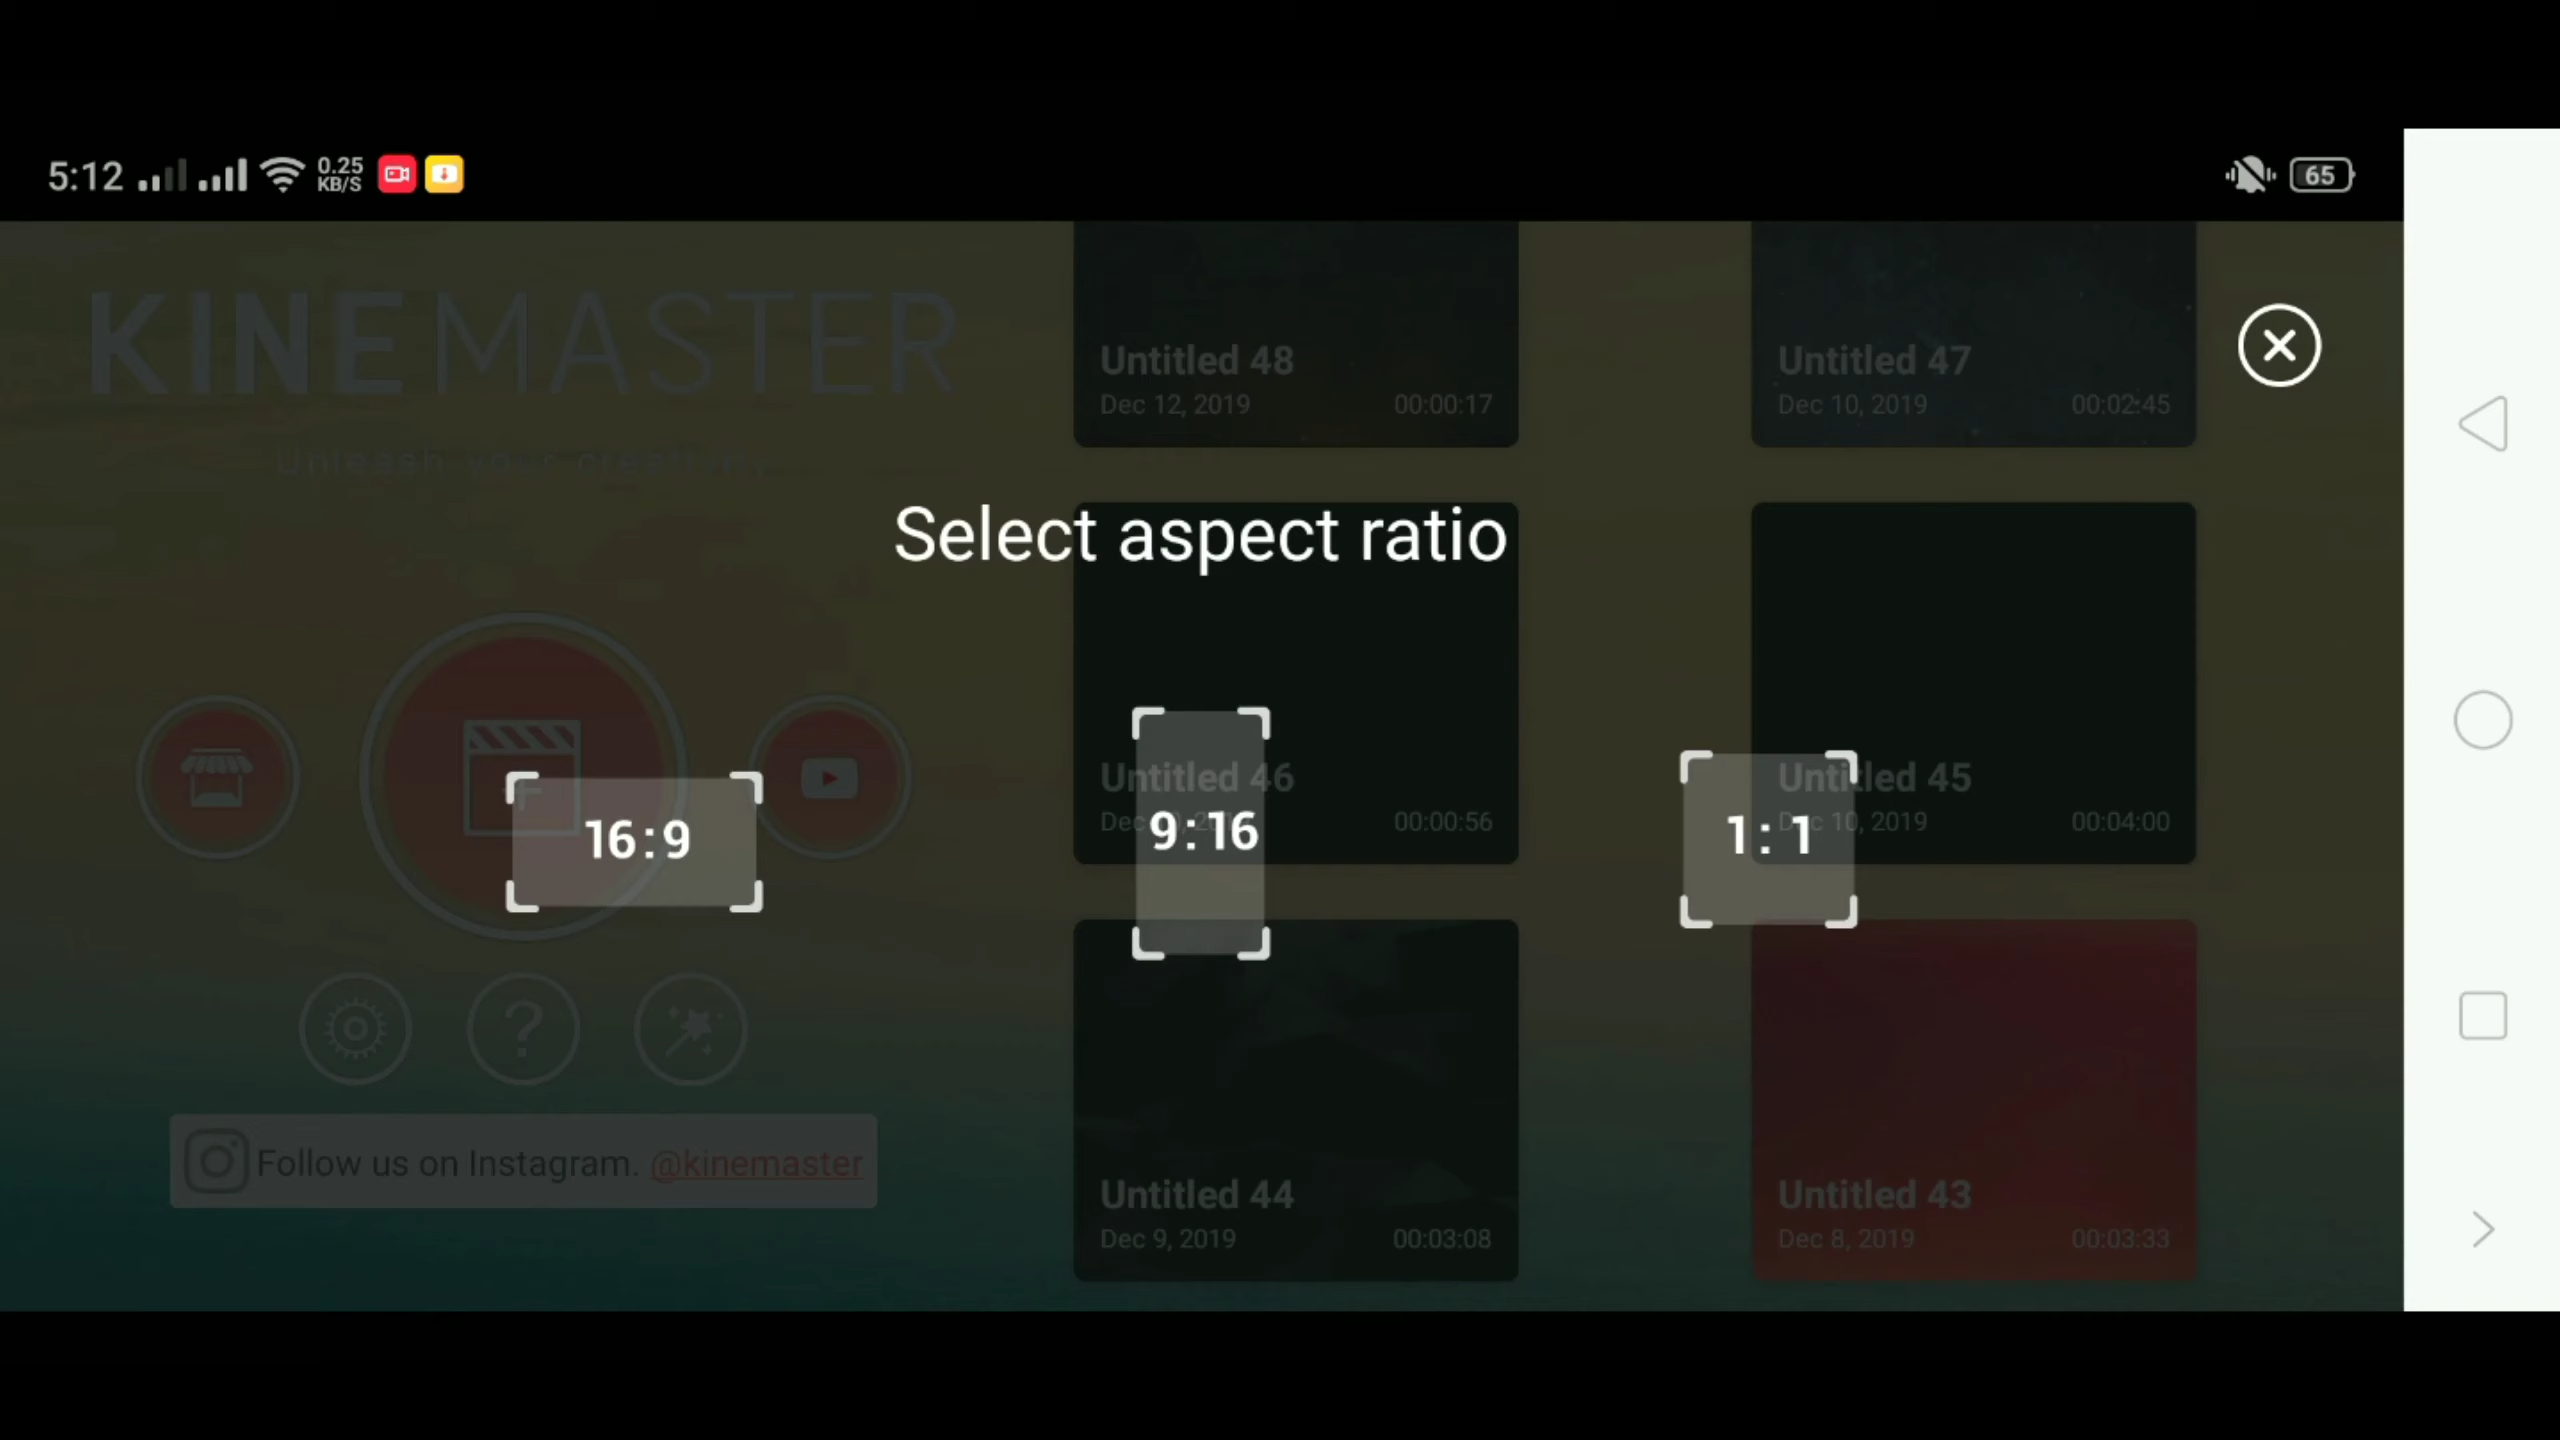 5:12
0.25
KB/S
65
KINEMASTER
Unleash your creativity
Untitled 48
Dec 12, 2019 00:00:17
Untitled 47
Dec 10, 2019 00:02:45
Select aspect ratio
Untitled 46
00:00:56
Untitled 45
10, 2019 00:04:00
16:9
9:16
1:1
Follow us on Instagram. @kinemaster
Untitled 44
Dec 9, 2019 00:03:08
Untitled 43
Dec 8, 2019 00:03:33